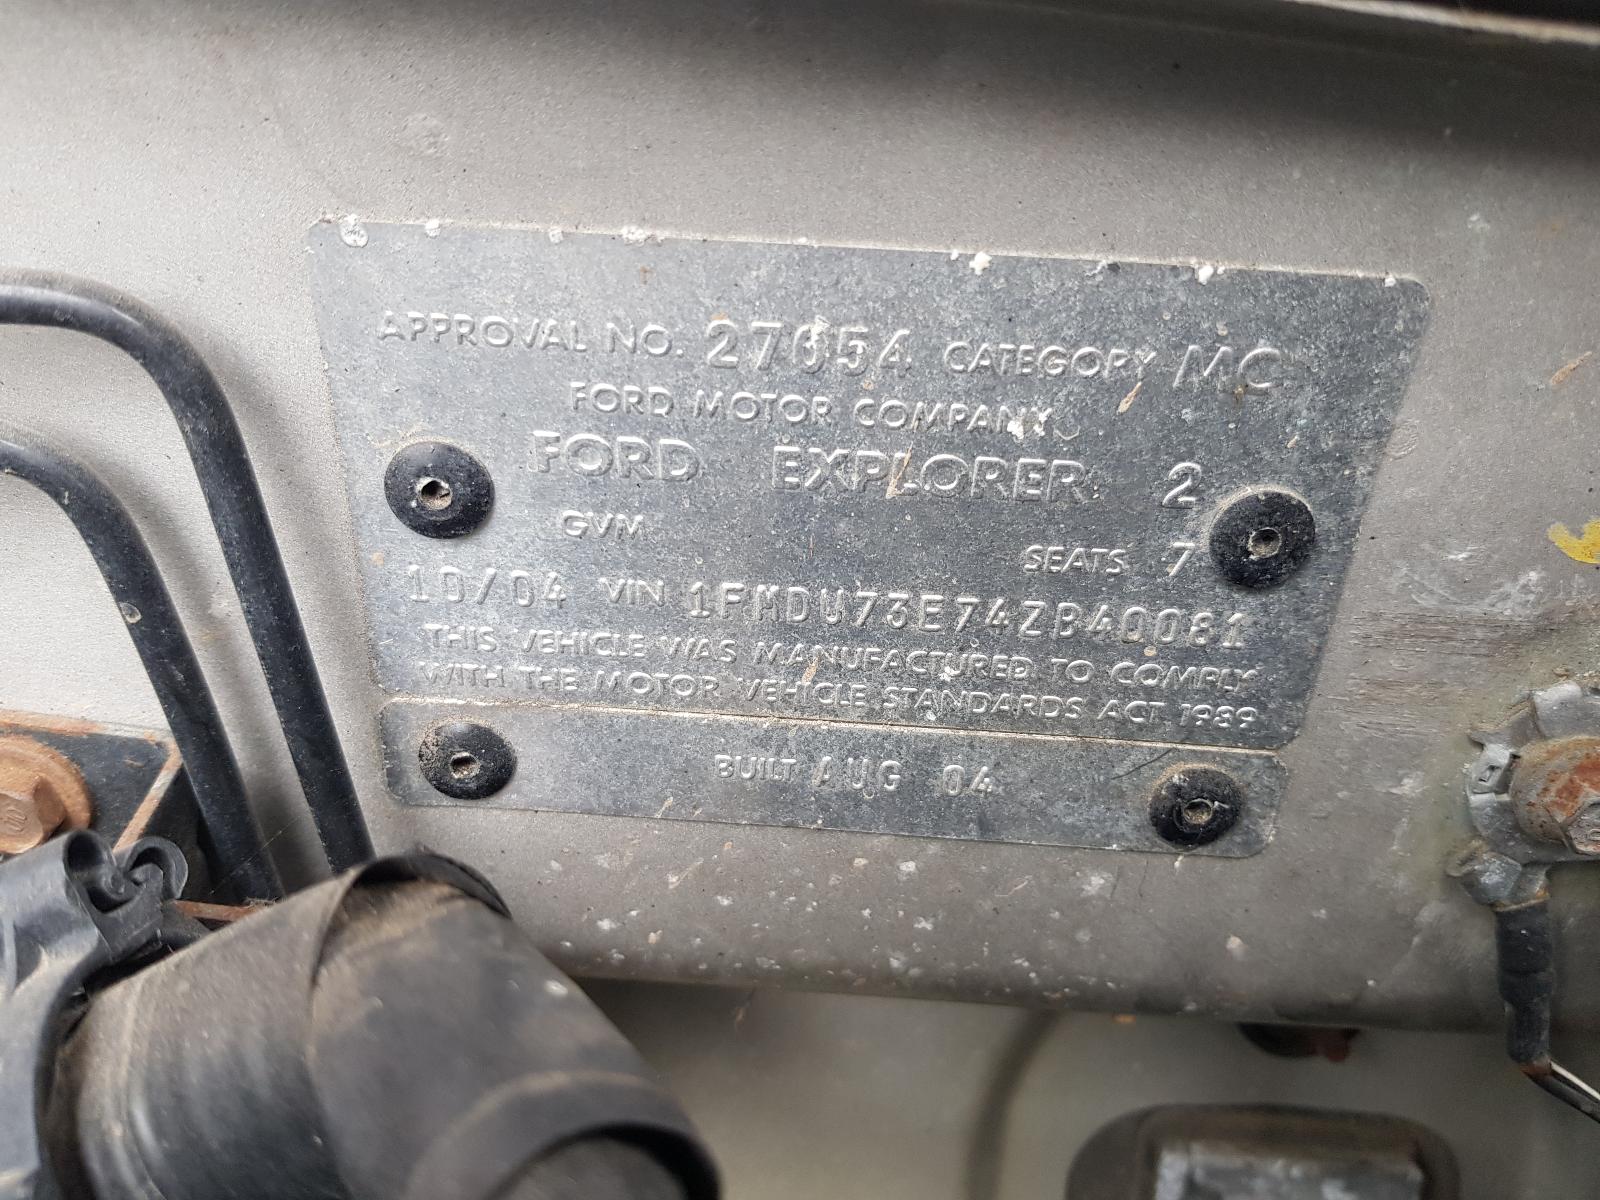 APPROVAL NO. 27654 CATEGORY MC
FORD MOTOR COMPANY
FORD EXPLORER 2
GVM SEATS 7
10/04 VIN 1FMDU73E74ZB40081
THIS VEHICLE WAS MANUFACTURED TO COMPLY
WITH THE MOTOR VEHICLE STANDARDS ACT 1989
BUILT AUG 04